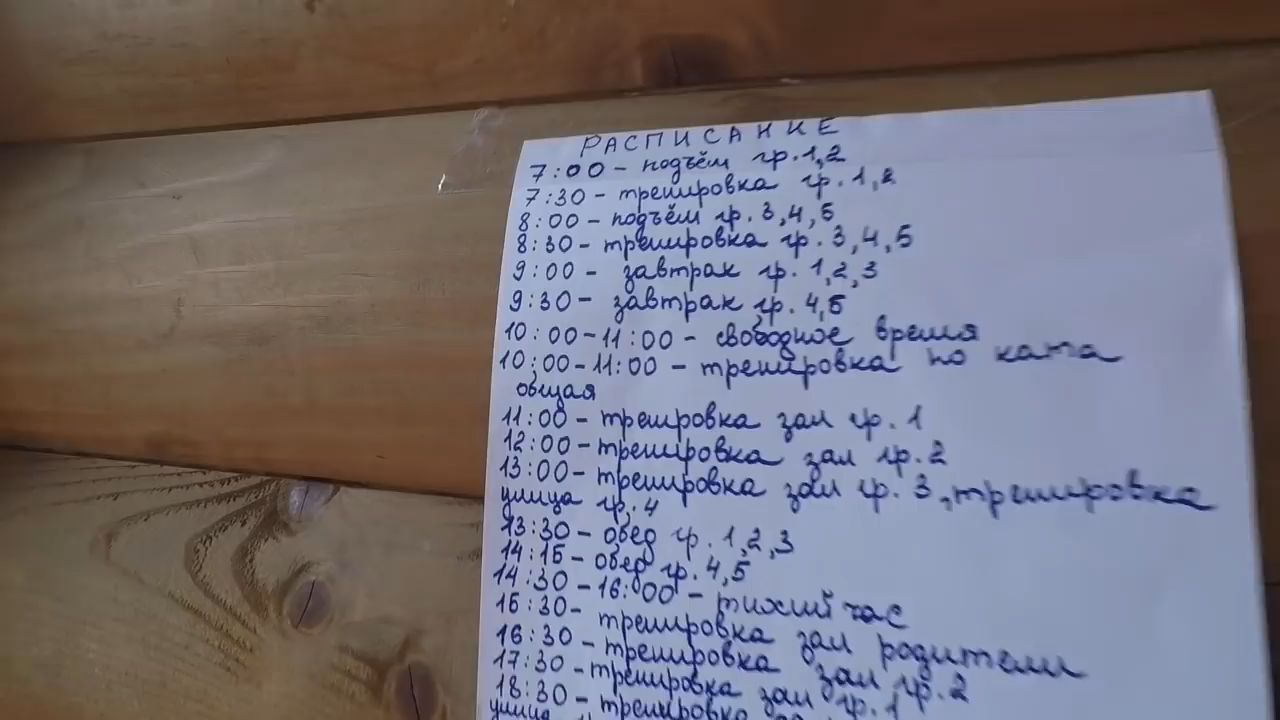 РАСПИСАНИЕ
7:00 – подъём гр. 1,2
7:30 – тренировка гр. 1,2
8:00 – подъём гр. 3,4,5
8:30 – тренировка гр. 3,4,5
9:00 – завтрак гр. 1,2,3
9:30 – завтрак гр. 4,5
10:00–11:00 – свободное время
10:00–11:00 – тренировка по ката
общая
11:00 – тренировка зал гр. 1
12:00 – тренировка зал гр. 2
13:00 – тренировка зал гр. 3, тренировка
улица гр. 4
13:30 – обед гр. 1,2,3
14:15 – обед гр. 4,5
14:30 – 16:00 – тихий час
15:30 – тренировка зал родители
16:30 – тренировка зал гр. 2
17:30 – тренировка зал гр. 1
18:30 – тренировка
улица